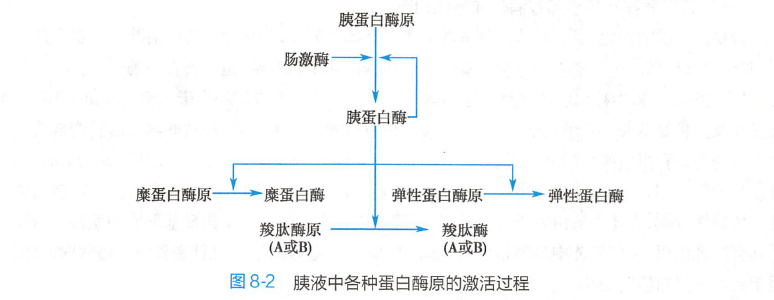 胰蛋白酶原
肠激酶
胰蛋白酶
糜蛋白酶原 糜蛋白酶 弹性蛋白酶原 弹性蛋白酶
羧肽酶原 羧肽酶
(A或B) (A或B)
图8-2 胰液中各种蛋白酶原的激活过程